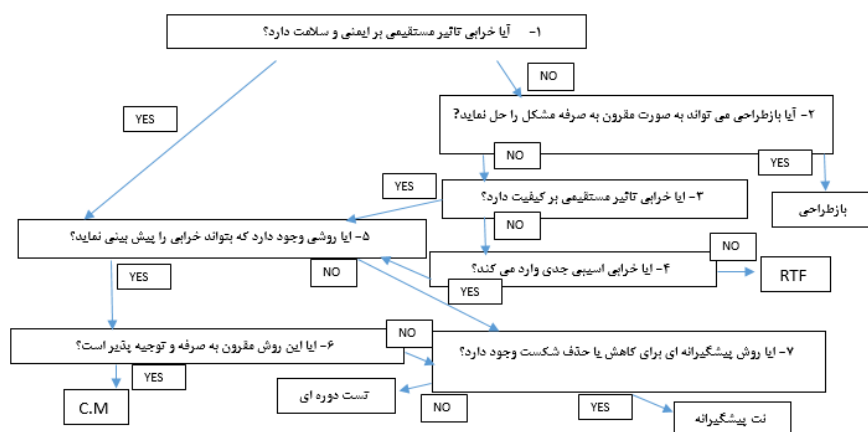 ۱- آیا خرابی تاثیر مستقیمی بر ایمنی و سلامت دارد؟
NO
YES
۲- آیا بازطراحی می تواند به صورت مقرون به صرفه مشکل را حل نماید?
NO
YES
بازطراحی
YES
۳- ایا خرابی تاثیر مستقیمی بر کیفیت دارد؟
NO
۵- ایا روشی وجود دارد که بتواند خرابی را پیش بینی نماید؟
NO
۴- ایا خرابی اسیبی جدی وارد می کند؟
RTF
YES
NO
YES
۶- ایا این روش مقرون به صرفه و توجیه پذیر است؟
NO
۷- ایا روش پیشگیرانه ای برای کاهش یا حذف شکست وجود دارد؟
YES
C.M
تست دوره ای
NO
YES
نت پیشگیرانه